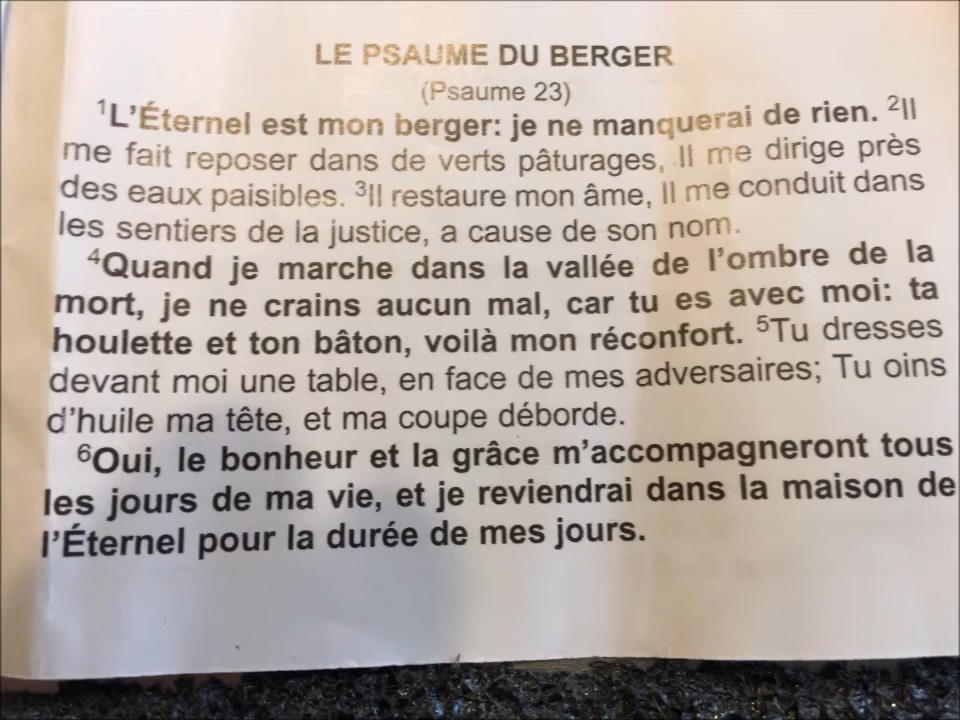 LE PSAUME DU BERGER
(Psaume 23)
¹L'Éternel est mon berger: je ne manquerai de rien. ²Il
me fait reposer dans de verts pâturages, Il me dirige près
des eaux paisibles. ³Il restaure mon âme, Il me conduit dans
les sentiers de la justice, a cause de son nom.
⁴Quand je marche dans la vallée de l'ombre de la
mort, je ne crains aucun mal, car tu es avec moi: ta
houlette et ton bâton, voilà mon réconfort. ⁵Tu dresses
devant moi une table, en face de mes adversaires; Tu oins
d'huile ma tête, et ma coupe déborde.
⁶Oui, le bonheur et la grâce m'accompagneront tous
les jours de ma vie, et je reviendrai dans la maison de
l'Éternel pour la durée de mes jours.